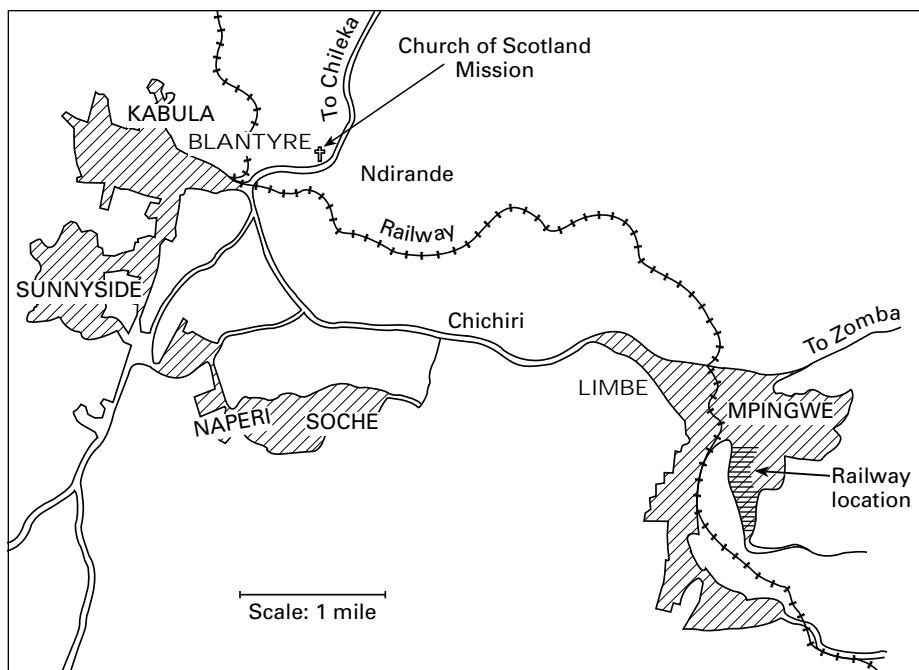 To Chileka
Church of Scotland
Mission
KABULA
BLANTYRE
Ndirande
Railway
SUNNYSIDE
Chichiri
To Zomba
LIMBE
MPINGWE
NAPERI
SOCHE
Railway
location
Scale: 1 mile